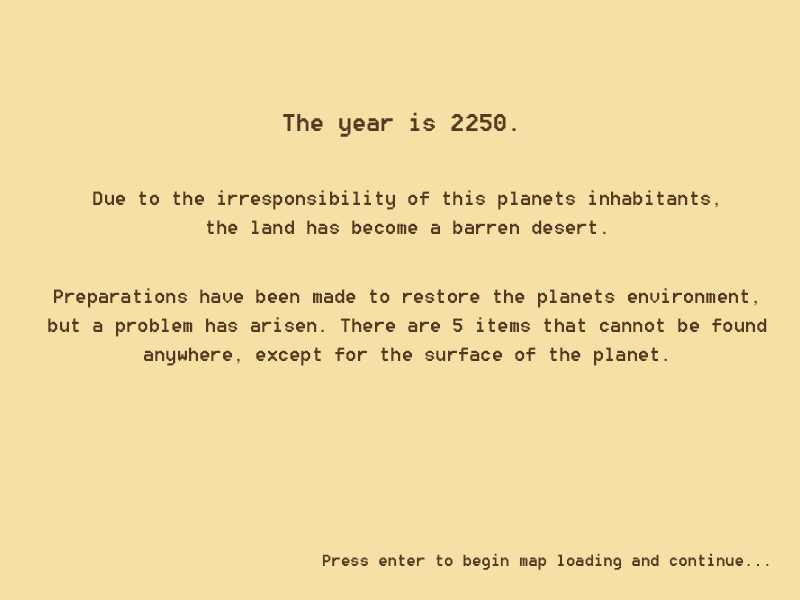 The year is 2250.
Due to the irresponsibility of this planets inhabitants,
the land has become a barren desert.
Preparations have been made to restore the planets environment,
but a problem has arisen. There are 5 items that cannot be found
anywhere, except for the surface of the planet.
Press enter to begin map loading and continue...